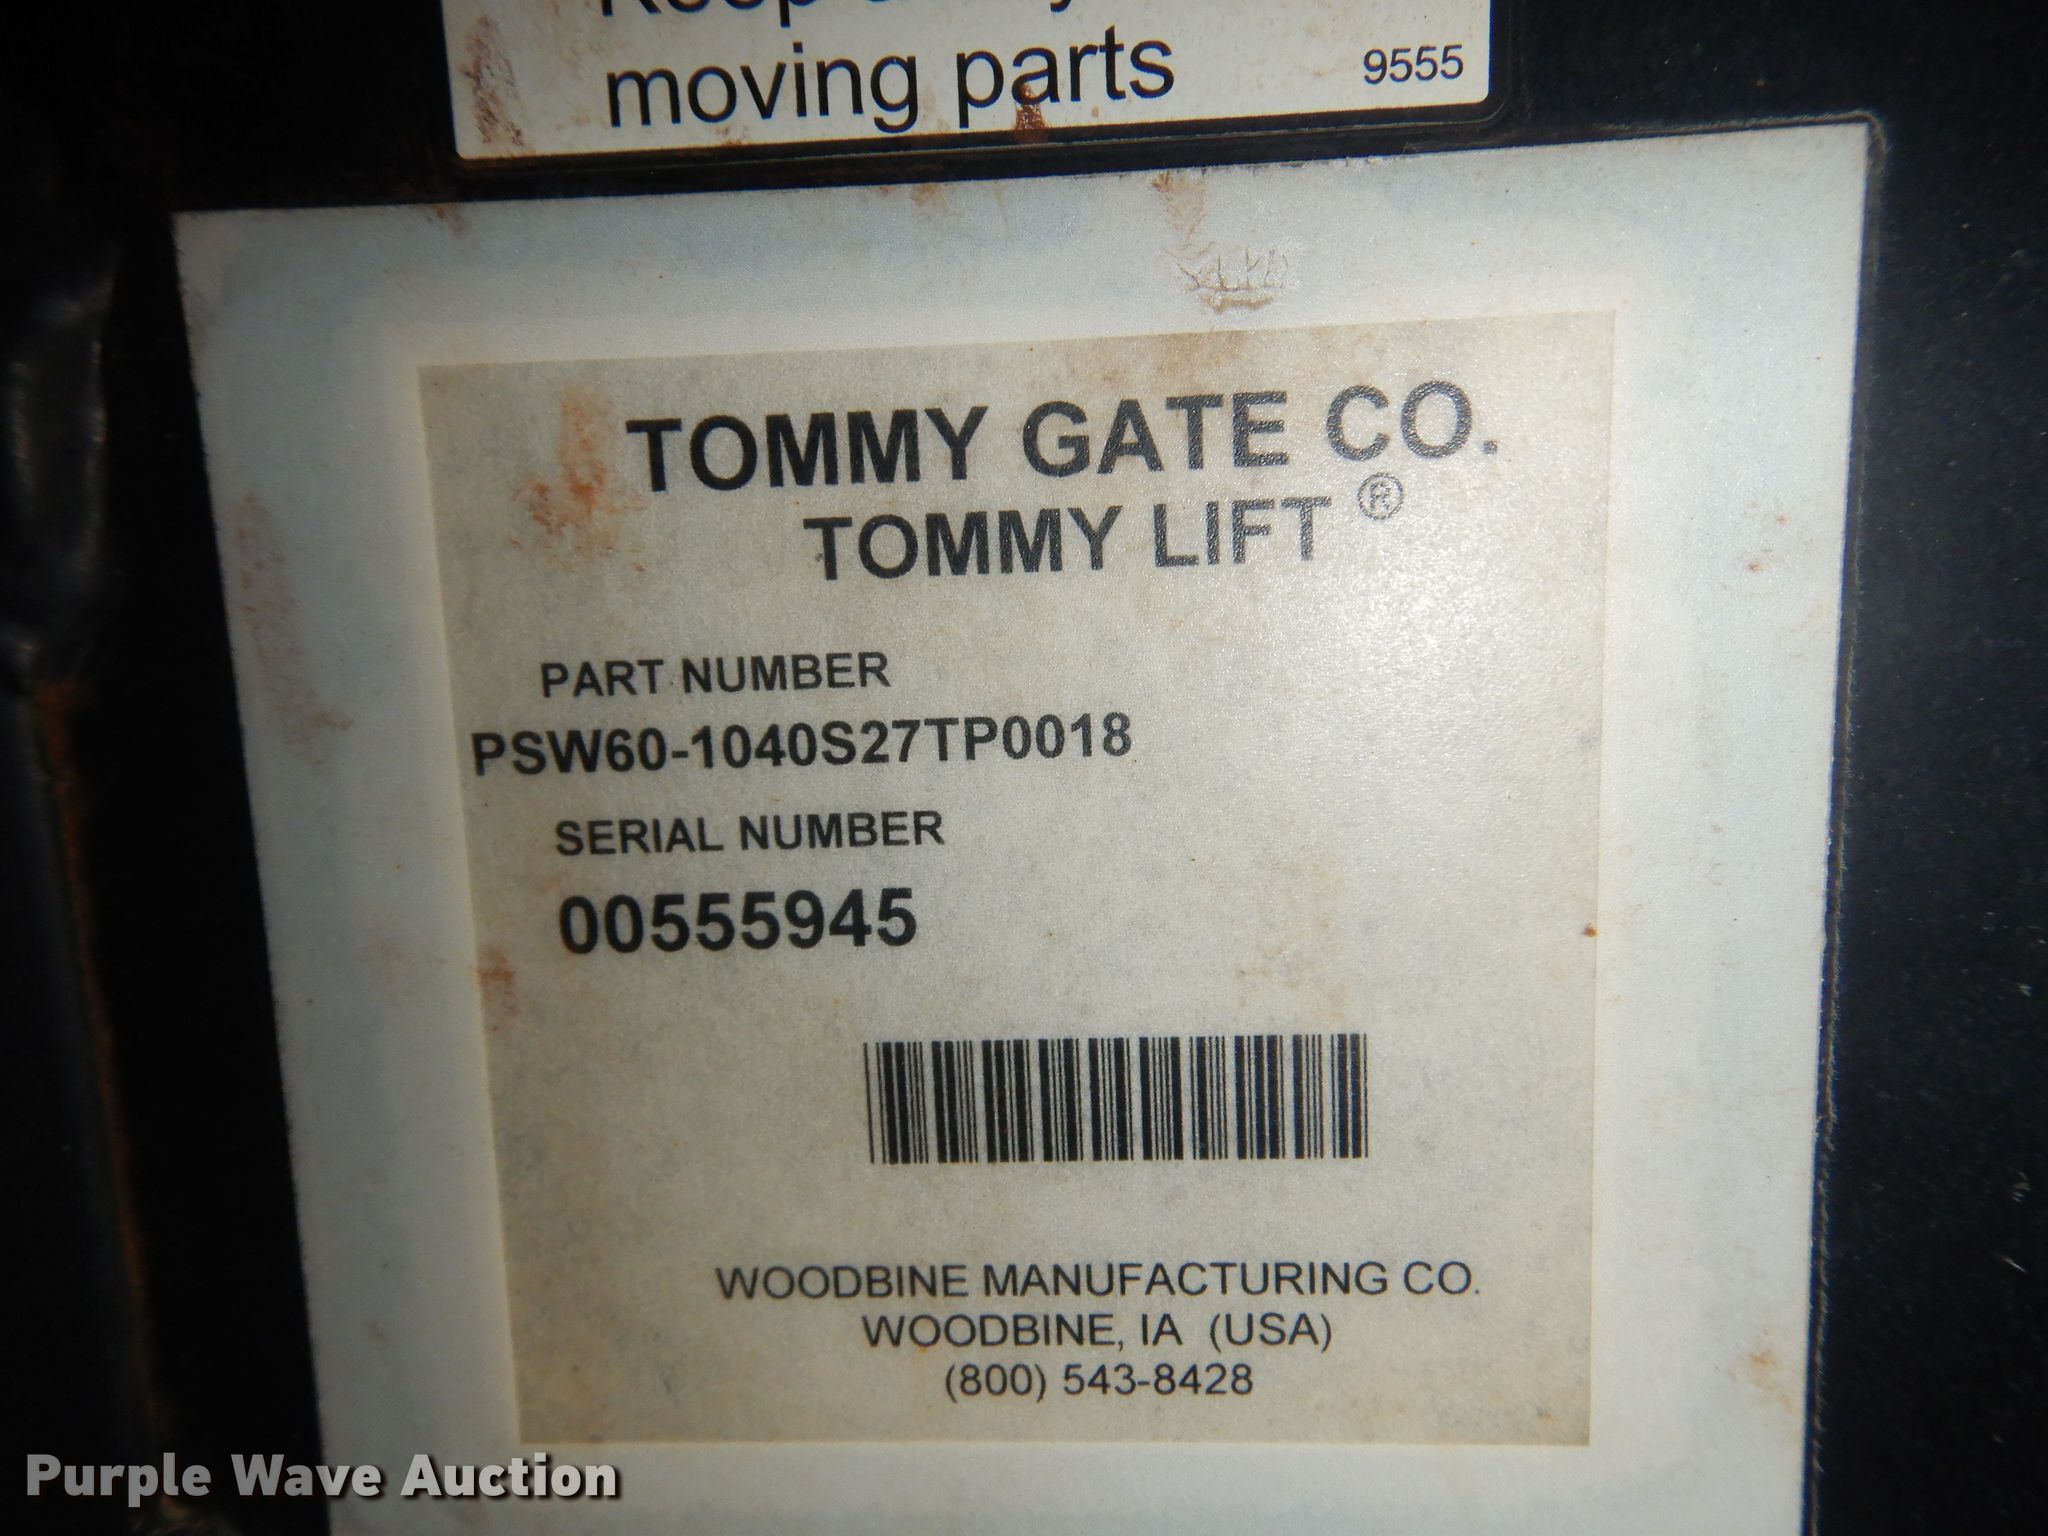 Keep
moving parts
9555
TOMMY GATE CO.
TOMMY LIFT ®
PART NUMBER
PSW60-1040S27TP0018
SERIAL NUMBER
00555945
WOODBINE MANUFACTURING CO.
WOODBINE, IA (USA)
(800) 543-8428
Purple Wave Auction